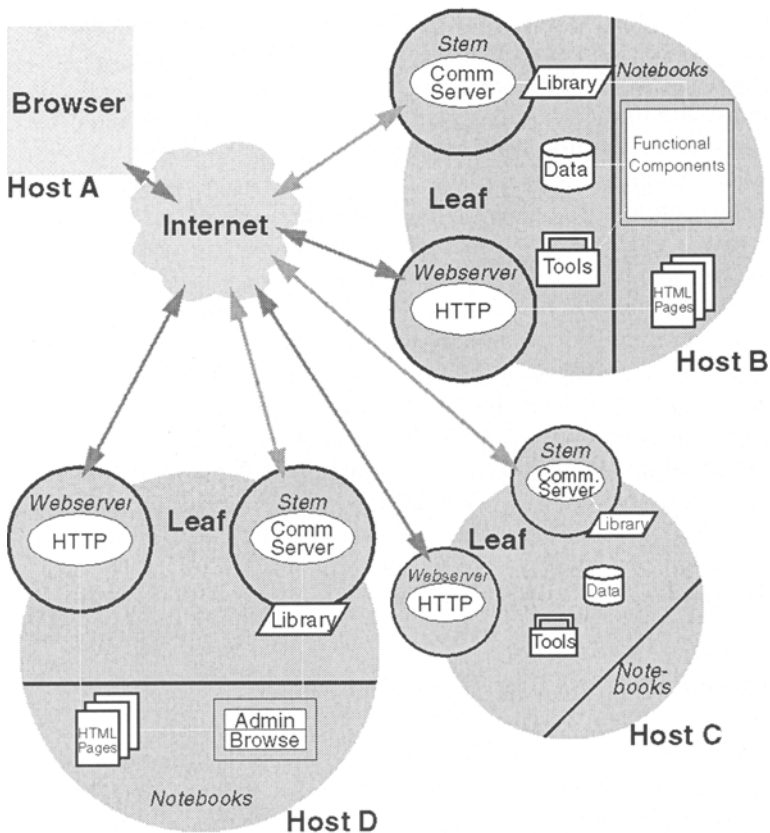 Browser
Host A
Internet
Stem
Comm
Server
Library
Notebooks
Functional
Components
Data
Leaf
Tools
Webserver
HTTP
HTML
Pages
Host B
Stem
Comm.
Server
Library
Leaf
Webserver
HTTP
Data
Tools
Note-
books
Host C
Webserver
HTTP
Leaf
Stem
Comm
Server
Library
HTML
Pages
Admin
Browse
Notebooks
Host D